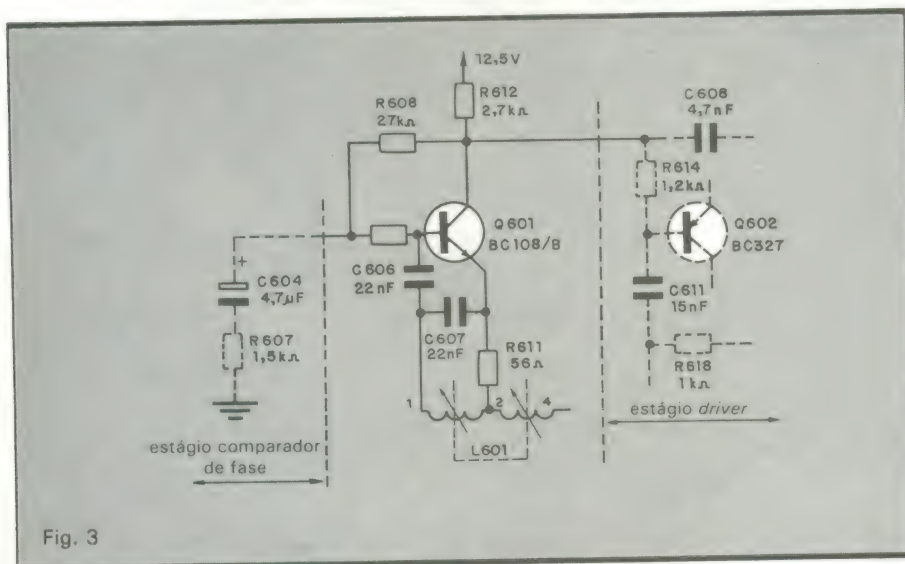 12,5V
R612
2,7kΩ
R608
27kΩ
C608
4,7nF
R614
1,2kΩ
Q601
BC108/B
Q602
BC327
C606
22nF
C604
4,7µF
+
C607
22nF
C611
15nF
R607
1,5kΩ
R611
56Ω
R618
1kΩ
1
2
4
L601
estágio comparador
de fase
estágio driver
Fig. 3